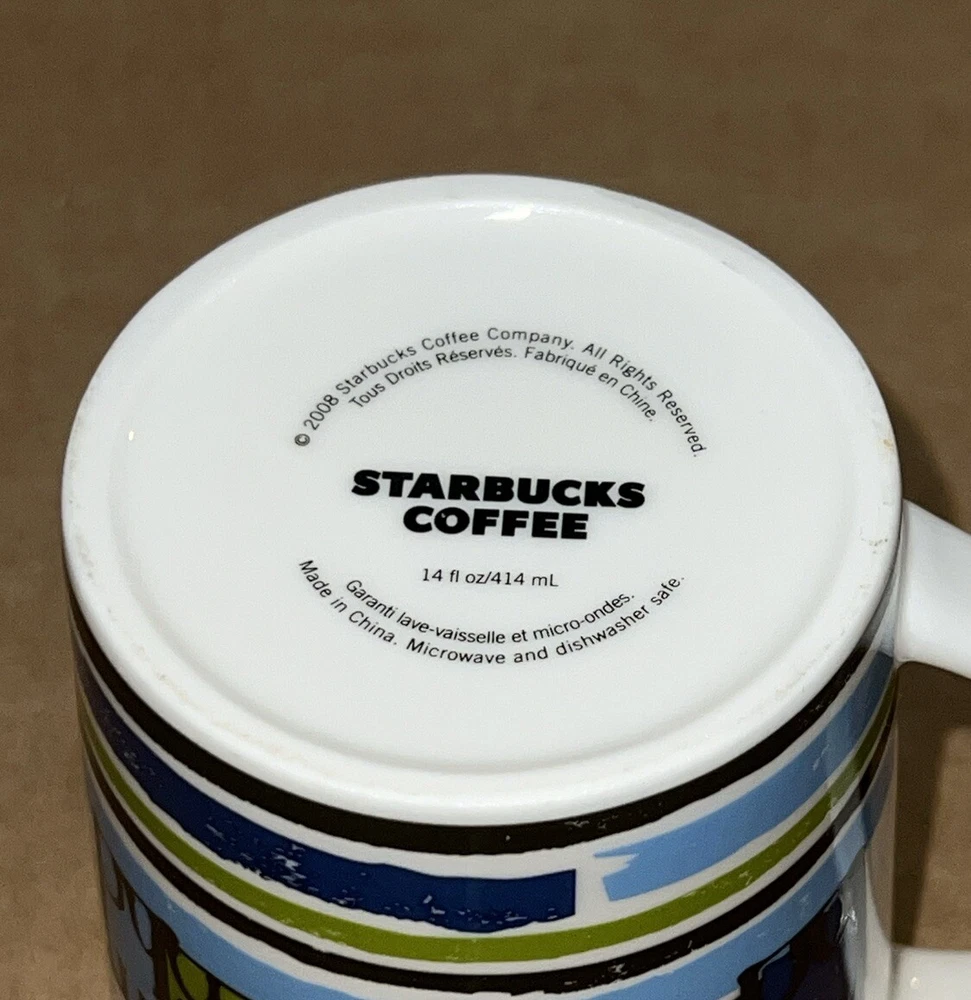 © 2008 Starbucks Coffee Company. All Rights Reserved.
Tous Droits Réservés. Fabriqué en Chine.
STARBUCKS
COFFEE
14 fl oz/414 mL
Garanti lave-vaisselle et micro-ondes.
Made in China. Microwave and dishwasher safe.